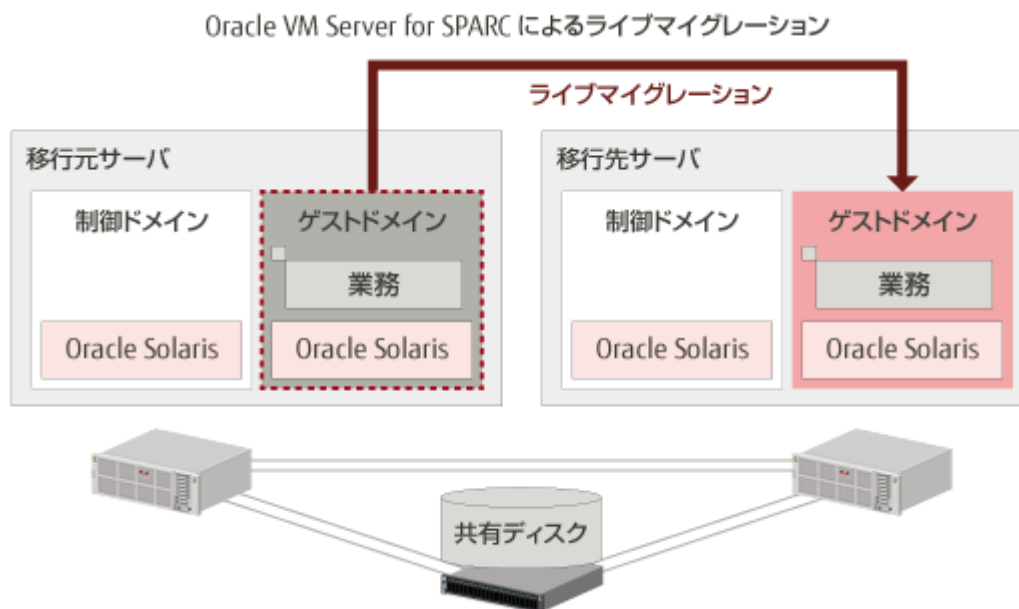 Oracle VM Server for SPARC によるライブマイグレーション
ライブマイグレーション
移行元サーバ
制御ドメイン
Oracle Solaris
ゲストドメイン
業務
Oracle Solaris
移行先サーバ
制御ドメイン
Oracle Solaris
ゲストドメイン
業務
Oracle Solaris
共有ディスク